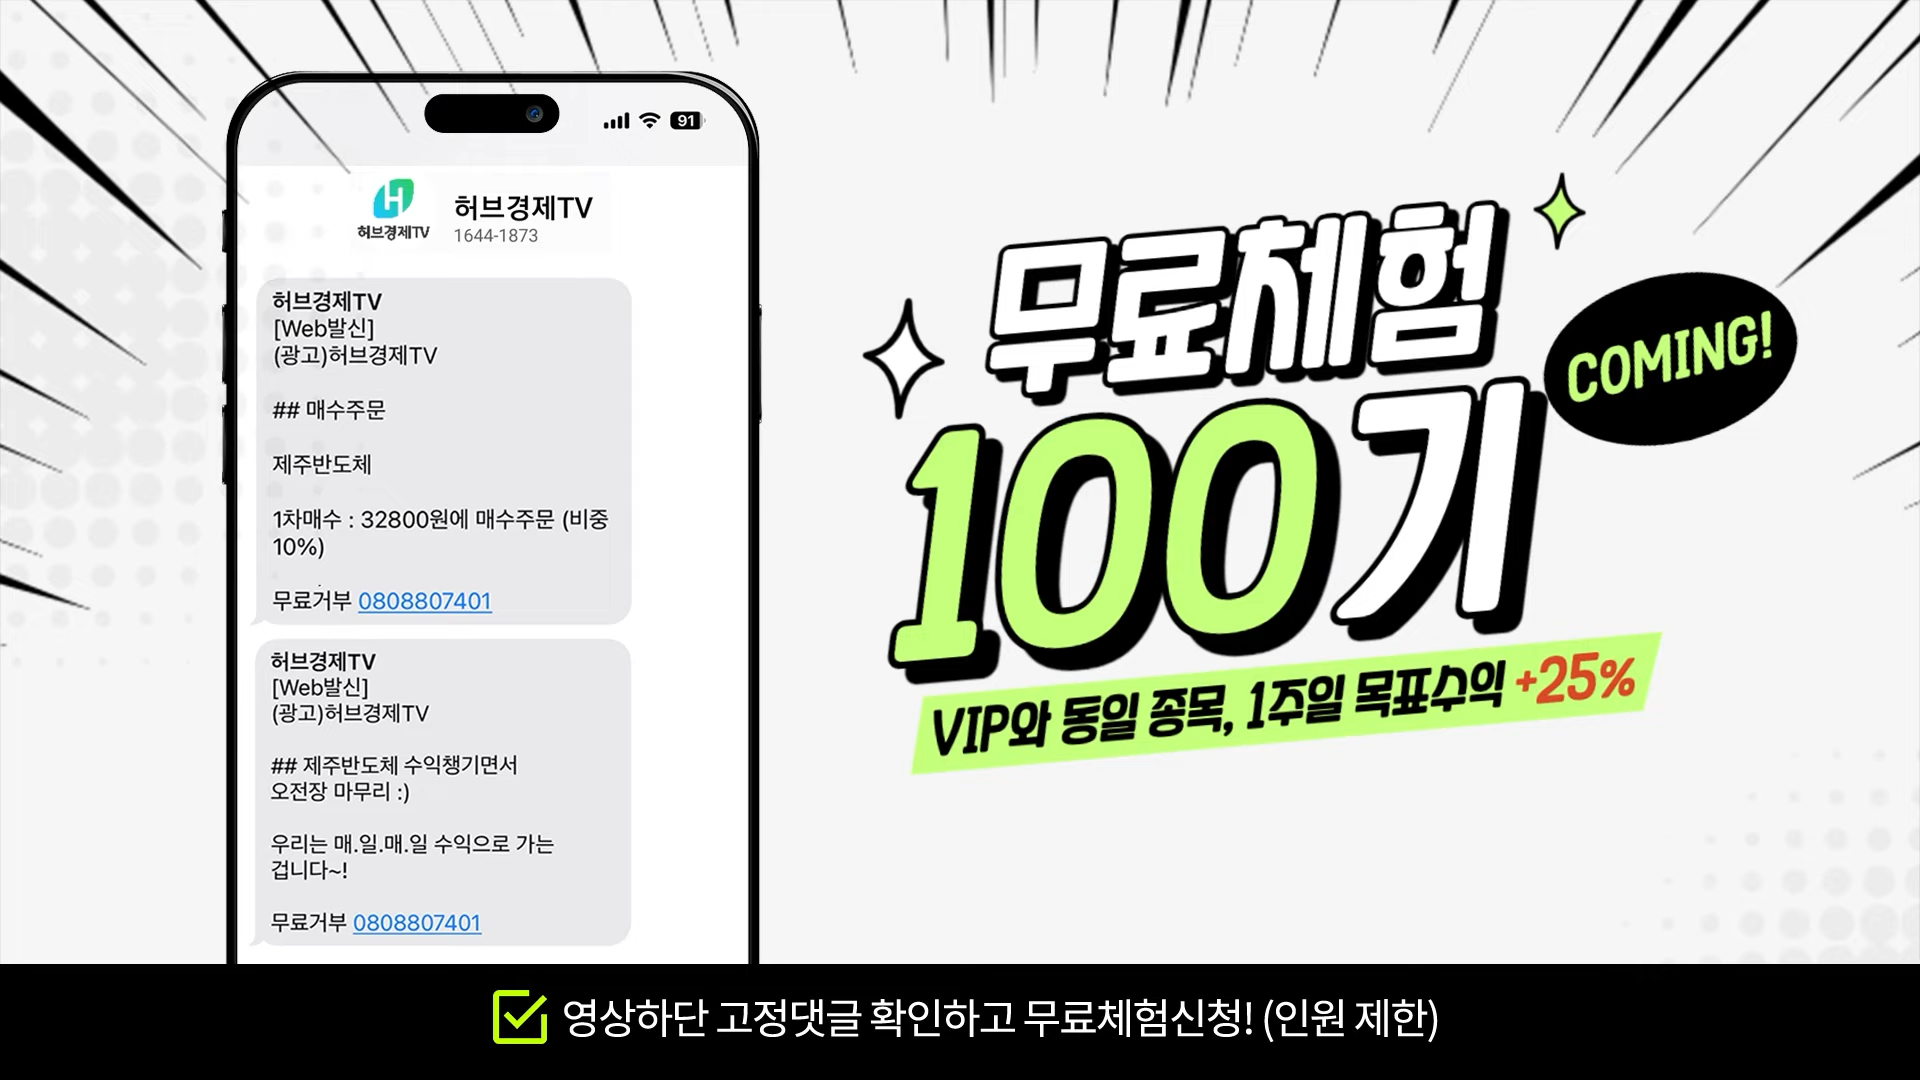 91
허브경제TV
허브경제TV
1644-1873
허브경제TV
[Web발신]
(광고)허브경제TV
## 매수주문
제주반도체
1차매수 : 32800원에 매수주문 (비중
10%)
무료거부 0808807401
허브경제TV
[Web발신]
(광고)허브경제TV
## 제주반도체 수익챙기면서
오전장 마무리 :)
우리는 매.일.매.일 수익으로 가는
겁니다~!
무료거부 0808807401
무료체험
COMING!
100기
VIP와 동일 종목, 1주일 목표수익 +25%
영상하단 고정댓글 확인하고 무료체험신청! (인원 제한)